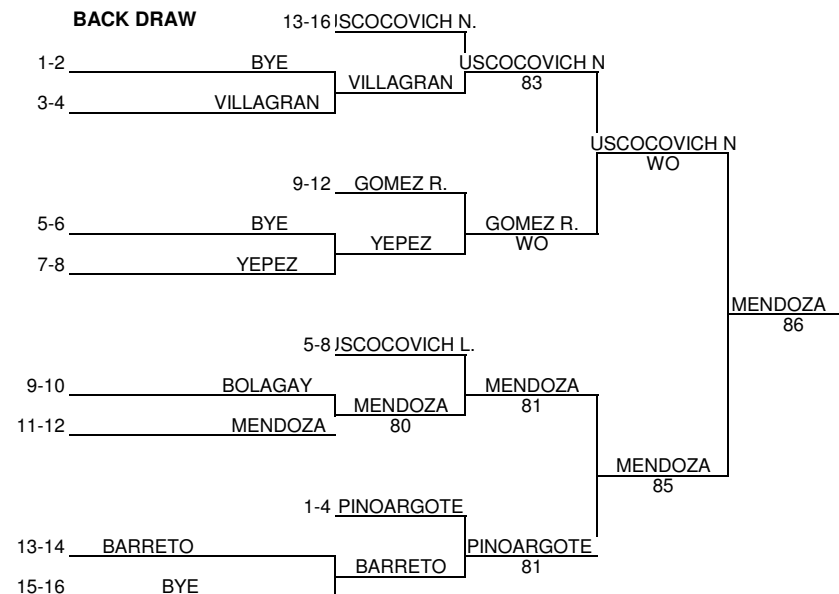 BACK DRAW
13-16 USCOCOVICH N.
1-2 BYE USCOCOVICH N
VILLAGRAN 83
3-4 VILLAGRAN
USCOCOVICH N
WO
9-12 GOMEZ R.
5-6 BYE GOMEZ R.
YEPEZ WO
7-8 YEPEZ
MENDOZA
86
5-8 USCOCOVICH L.
9-10 BOLAGAY MENDOZA
MENDOZA 81
11-12 MENDOZA 80
MENDOZA
85
1-4 PINOARGOTE
13-14 BARRETO PINOARGOTE
BARRETO 81
15-16 BYE